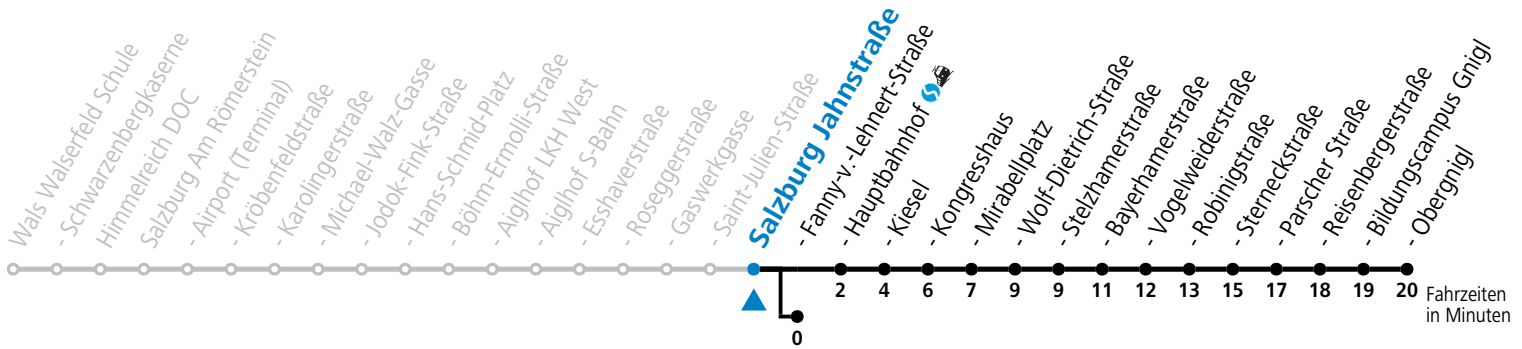 Wals Walserfeld Schule
- Schwarzenbergkaserne
Himmelreich DOC
Salzburg Am Römerstein
- Airport (Terminal)
- Kröbenfeldstraße
- Karolingerstraße
- Michael-Walz-Gasse
- Jodok-Fink-Straße
- Hans-Schmid-Platz
- Böhm-Ermolli-Straße
- Aiglhof LKH West
- Aiglhof S-Bahn
- Esshaverstraße
- Roseggerstraße
- Gaswerkgasse
- Saint-Julien-Straße
Salzburg Jahnstraße
- Fanny-v.-Lehnert-Straße
- Hauptbahnhof
- Kiesel
- Kongresshaus
- Mirabellplatz
- Wolf-Dietrich-Straße
- Stelzhamerstraße
- Bayerhamerstraße
- Vogelweiderstraße
- Robinigstraße
- Sterneckstraße
- Parscher Straße
- Reisenbergerstraße
- Bildungscampus Gnigl
- Obergnigl
2 4 6 7 9 9 11 12 13 15 17 18 19 20 Fahrzeiten
in Minuten
0